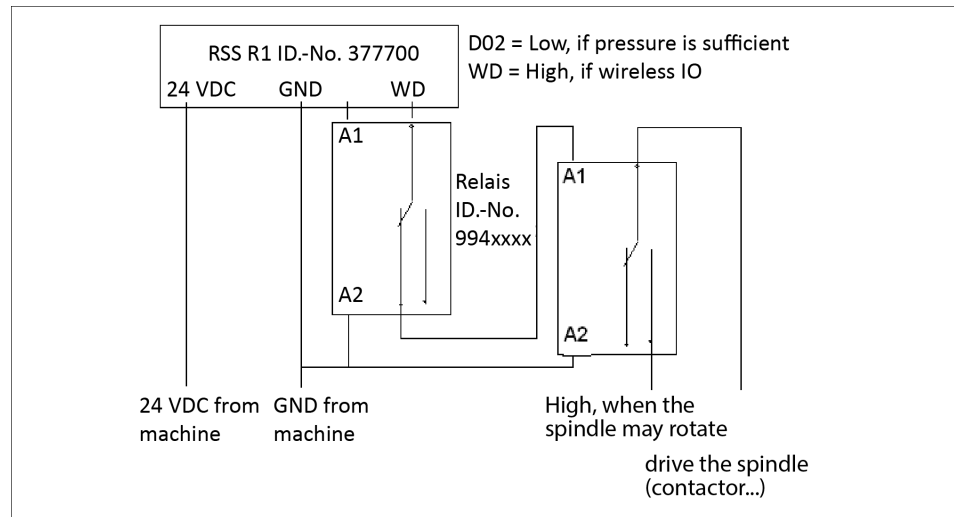 RSS R1 ID.-No. 377700
24 VDC GND WD
D02 = Low, if pressure is sufficient
WD = High, if wireless IO
A1
A2
Relais
ID.-No.
994xxxx
A1
A2
24 VDC from
machine
GND from
machine
High, when the
spindle may rotate
drive the spindle
(contactor...)